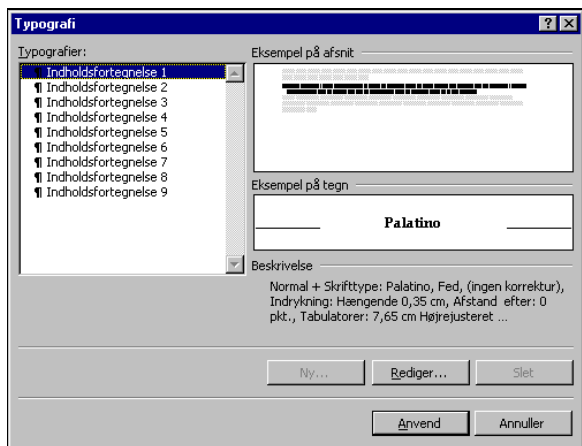 Typografi
Typografier:
¶ Indholdsfortegnelse 1
¶ Indholdsfortegnelse 2
¶ Indholdsfortegnelse 3
¶ Indholdsfortegnelse 4
¶ Indholdsfortegnelse 5
¶ Indholdsfortegnelse 6
¶ Indholdsfortegnelse 7
¶ Indholdsfortegnelse 8
¶ Indholdsfortegnelse 9
Eksempel på afsnit
Eksempel på tegn
Palatino
Beskrivelse
Normal + Skrifttype: Palatino, Fed, (ingen korrektur),
Indrykning: Hængende 0,35 cm, Afstand efter: 0
pkt., Tabulatorer: 7,65 cm Højrejusteret ...
Ny... Rediger... Slet
Anvend Annuller